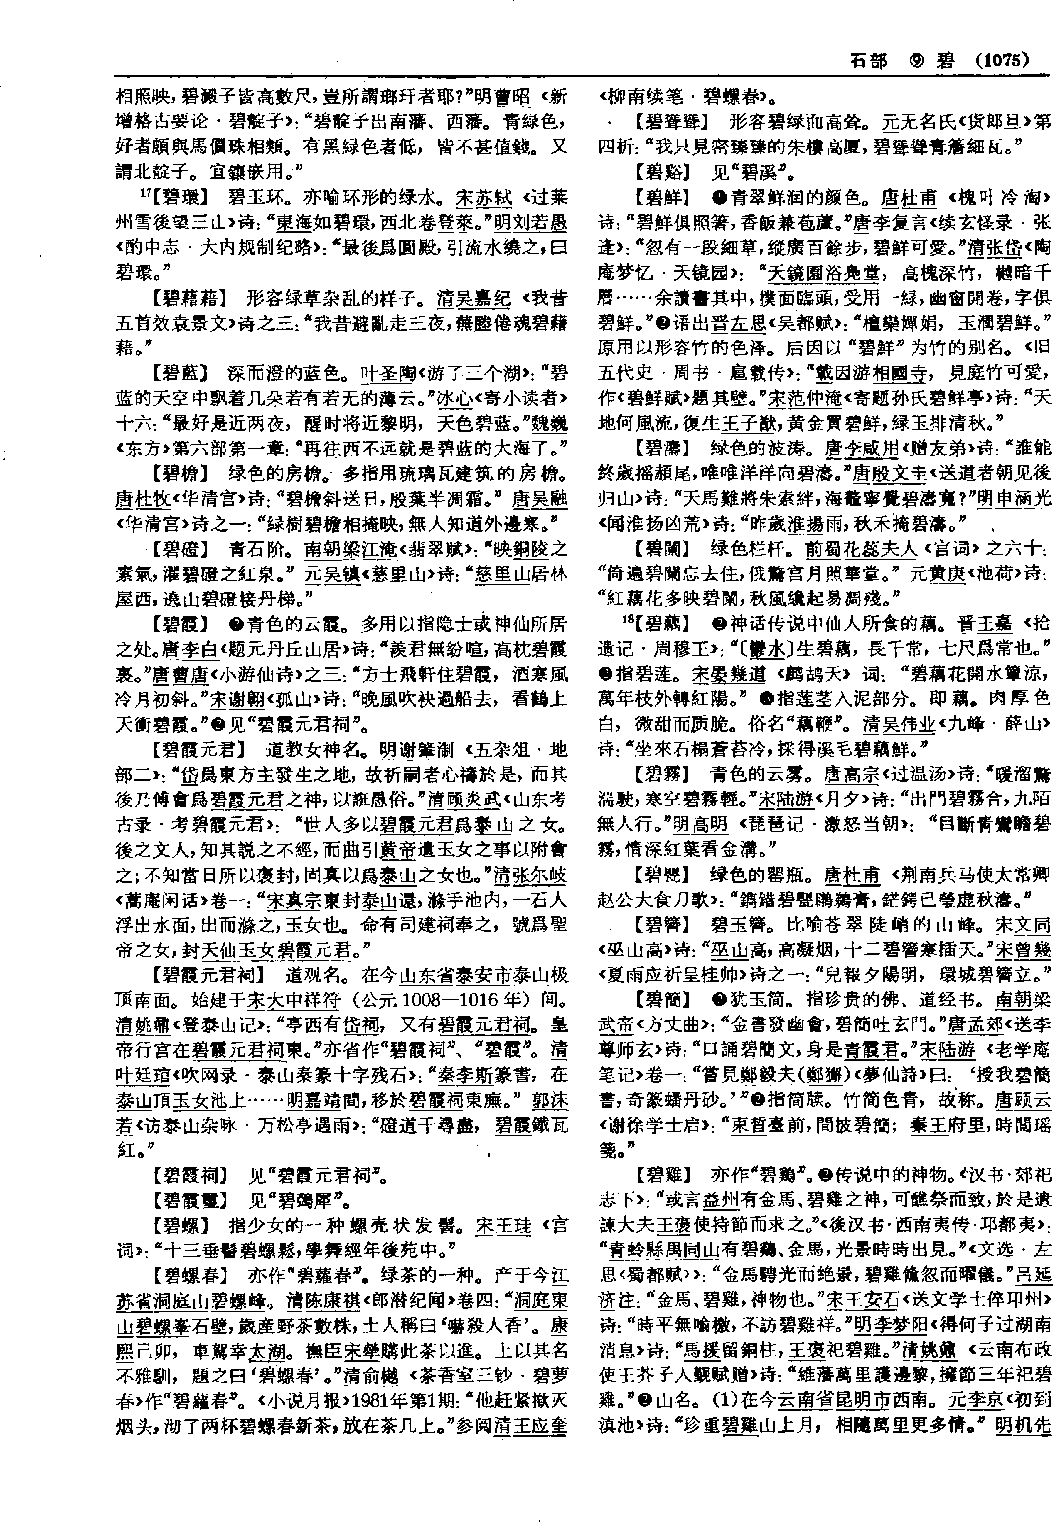 石部 ⑨ 碧 (1075)
相照映，碧澱子皆高數尺，豈所謂瑯玕者耶？”明曹昭《新
增格古要论·碧靛子》：“碧靛子出南蕃、西蕃。青绿色，
好者頗與馬價珠相類。有黑緑色者低，皆不甚值錢。又
謂北靛子。宜鑲嵌用。”
17【碧環】 碧玉环。亦喻环形的绿水。宋苏轼《过莱
州雪後望三山》诗：“東海如碧環，西北卷登萊。”明刘若愚
《酌中志·大内规制纪略》：“最後爲圓殿，引流水繞之，曰
碧環。”
【碧藉藉】 形容绿草杂乱的样子。清吴嘉纪《我昔
五首效袁景文》诗之三：“我昔避亂走三夜，蕪塍倦魂碧藉
藉。”
【碧藍】 深而澄的蓝色。叶圣陶《游了三个湖》：“碧
蓝的天空中飘着几朵若有若无的薄云。”冰心《寄小读者》
十六：“最好是近两夜，醒时将近黎明，天色碧蓝。”魏巍
《东方》第六部第一章：“再往西不远就是碧蓝的大海了。”
【碧檐】 绿色的房檐。多指用琉璃瓦建筑的房檐。
唐杜牧《华清宫》诗：“碧檐斜送日，殷葉半凋霜。”唐吴融
《华清宫》诗之一：“緑樹碧檐相掩映，無人知道外邊寒。”
【碧磴】 青石阶。南朝梁江淹《翡翠赋》：“映銅陵之
素氣，濯碧磴之紅泉。”元吴镇《慈里山》诗：“慈里山居林
屋西，遶山碧磴接丹梯。”
【碧霞】 ❶青色的云霞。多用以指隐士或神仙所居
之处。唐李白《题元丹丘山居》诗：“羨君無紛喧，高枕碧霞
裏。”唐曹唐《小游仙诗》之三：“方士飛軒住碧霞，酒寒風
冷月初斜。”宋谢翱《孤山》诗：“晚風吹袂過船去，看鶴上
天衝碧霞。”❷见“碧霞元君祠”。
【碧霞元君】 道教女神名。明谢肇淛《五杂俎·地
部二》：“岱爲東方主發生之地，故祈嗣者必禱於是，而其
後乃傅會爲碧霞元君之神，以誑愚俗。”清顾炎武《山东考
古录·考碧霞元君》：“世人多以碧霞元君爲泰山之女。
後之文人，知其説之不經，而曲引黄帝遣玉女之事以附會
之；不知當日所以褒封，固真以爲泰山之女也。”清张尔岐
《蒿庵闲话》卷一：“宋真宗東封泰山還，滌手池内，一石人
浮出水面，出而滌之，玉女也。命有司建祠奉之，號爲聖
帝之女，封天仙玉女碧霞元君。”
【碧霞元君祠】 道观名。在今山东省泰安市泰山极
顶南面。始建于宋大中祥符（公元1008—1016年）间。
清姚鼐《登泰山记》：“亭西有岱祠，又有碧霞元君祠。皇
帝行宫在碧霞元君祠東。”亦省作“碧霞祠”、“碧霞”。清
叶廷琯《吹网录·泰山秦篆十字残石》：“秦李斯篆書，在
泰山頂玉女池上……明嘉靖間，移於碧霞祠東廡。”郭沫
若《访泰山杂咏·万松亭遇雨》：“磴道千尋盡，碧霞鐵瓦
紅。”
【碧霞祠】 见“碧霞元君祠”。
【碧霞璽】 见“碧鵶犀”。
【碧螺】 指少女的一种螺壳状发髻。宋王珪《宫
词》：“十三垂髻碧螺鬆，學舞經年後苑中。”
【碧螺春】 亦作“碧蘿春”。绿茶的一种。产于今江
苏省洞庭山碧螺峰。清陈康祺《郎潜纪闻》卷四：“洞庭東
山碧螺峯石壁，歲産野茶數株，土人稱曰‘嚇殺人香’。康
熙己卯，車駕幸太湖。撫臣宋犖購此茶以進。上以其名
不雅馴，題之曰‘碧螺春’。”清俞樾《茶香室三钞·碧萝
春》作“碧蘿春”。《小说月报》1981年第1期：“他赶紧揿灭
烟头，沏了两杯碧螺春新茶，放在茶几上。”参阅清王应奎
《柳南续笔·碧螺春》。
【碧聳聳】 形容碧绿而高耸。元无名氏《货郎旦》第
四折：“我只見密臻臻的朱樓高厦，碧聳聳青簷細瓦。”
【碧谿】 见“碧溪”。
【碧鮮】 ❶青翠鲜润的颜色。唐杜甫《槐叶冷淘》
诗：“碧鮮俱照箸，香飯兼苞蘆。”唐李复言《续玄怪录·张
逢》：“忽有一段細草，縱廣百餘步，碧鮮可愛。”清张岱《陶
庵梦忆·天镜园》：“天鏡園浴凫堂，高槐深竹，樾暗千
層……余讀書其中，撲面臨頭，受用一緑，幽窗開卷，字俱
碧鮮。”❷语出晋左思《吴都赋》：“檀欒嬋娟，玉潤碧鮮。”
原用以形容竹的色泽。后因以“碧鮮”为竹的别名。《旧
五代史·周书·扈载传》：“載因游相國寺，見庭竹可愛，
作《碧鮮賦》題其壁。”宋范仲淹《寄题孙氏碧鲜亭》诗：“天
地何風流，復生王子猷，黄金買碧鮮，緑玉排清秋。”
【碧濤】 绿色的波涛。唐李咸用《赠友弟》诗：“誰能
終歲摇頳尾，唯唯洋洋向碧濤。”唐殷文圭《送道者朝见後
归山》诗：“天馬難將朱索絆，海鼇寧覺碧濤寬？”明申涵光
《闻淮扬凶荒》诗：“昨歲淮揚雨，秋禾掩碧濤。”
【碧闌】 绿色栏杆。前蜀花蕊夫人《宫词》之六十：
“倚遍碧闌忘去住，俄驚宫月照華堂。”元黄庚《池荷》诗：
“紅藕花多映碧闌，秋風纔起易凋殘。”
18【碧藕】 ❶神话传说中仙人所食的藕。晋王嘉《拾
遗记·周穆王》：“〔鬱水〕生碧藕，長千常，七尺爲常也。”
❷指碧莲。宋晏幾道《鹧鸪天》词：“碧藕花開水簟涼，
萬年枝外轉紅陽。”❸指莲茎入泥部分。即藕。肉厚色
白，微甜而质脆。俗名“藕鞭”。清吴伟业《九峰·薛山》
诗：“坐來石榻蒼苔冷，採得溪毛碧藕鮮。”
【碧霧】 青色的云雾。唐高宗《过温汤》诗：“暖溜驚
湍駛，寒空碧霧輕。”宋陆游《月夕》诗：“出門碧霧合，九陌
無人行。”明高明《琵琶记·激怒当朝》：“目斷青鸞瞻碧
霧，情深紅葉看金溝。”
【碧甖】 绿色的罂瓶。唐杜甫《荆南兵马使太常卿
赵公大食刀歌》：“鐫錯碧甖鸊鵜膏，鋩鍔已瑩虚秋濤。”
【碧簪】 碧玉簪。比喻苍翠陡峭的山峰。宋文同
《巫山高》诗：“巫山高，高凝烟，十二碧簪寒插天。”宋曾幾
《夏雨应祈呈桂帅》诗之一：“兒報夕陽明，環城碧簪立。”
【碧簡】 ❶犹玉简。指珍贵的佛、道经书。南朝梁
武帝《方丈曲》：“金書發幽會，碧簡吐玄門。”唐孟郊《送李
尊师玄》诗：“口誦碧簡文，身是青霞君。”宋陆游《老学庵
笔记》卷一：“嘗見鄭毅夫（鄭獬）《夢仙詩》曰：‘授我碧簡
書，奇篆蟠丹砂。’”❷指简牍。竹简色青，故称。唐顾云
《谢徐学士启》：“束晳臺前，閒披碧簡；秦王府里，時閲瑶
箋。”
【碧雞】 亦作“碧鷄”。❶传说中的神物。《汉书·郊祀
志下》：“或言益州有金馬、碧雞之神，可醮祭而致，於是遣
諫大夫王褒使持節而求之。”《後汉书·西南夷传·邛都夷》：
“青蛉縣禺同山有碧鷄、金馬，光景時時出見。”《文选·左
思〈蜀都赋〉》：“金馬騁光而絶景，碧雞儵忽而曜儀。”吕延
济注：“金馬、碧雞，神物也。”宋王安石《送文学士倅邛州》
诗：“時平無喻檄，不訪碧雞祥。”明李梦阳《得何子过湖南
消息》诗：“馬援留銅柱，王褒祀碧雞。”清姚鼐《云南布政
使王芥子人觐赋赠》诗：“雄藩萬里護邊黎，擁節三年祀碧
雞。”❷山名。(1)在今云南省昆明市西南。元李京《初到
滇池》诗：“珍重碧雞山上月，相隨萬里更多情。”明机先